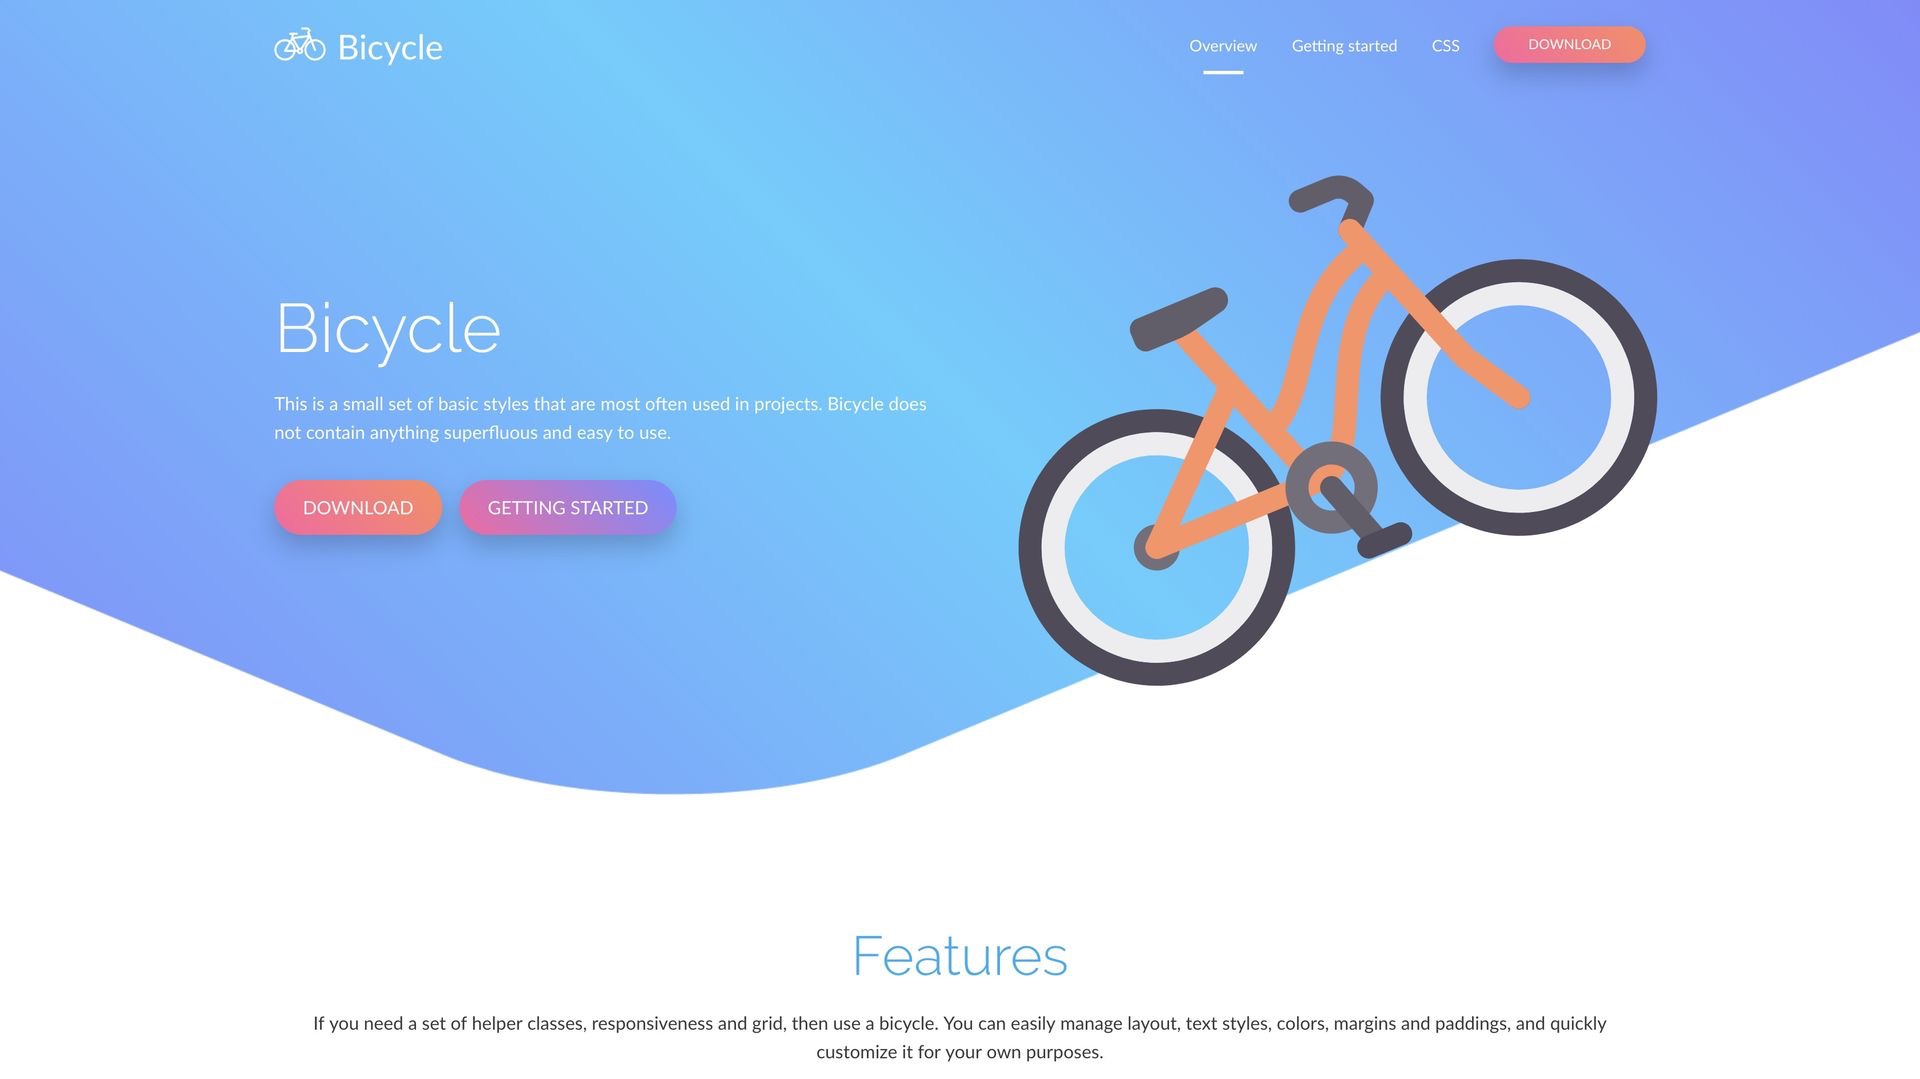 Bicycle
Overview
Getting started
CSS
DOWNLOAD
Bicycle
This is a small set of basic styles that are most often used in projects. Bicycle does
not contain anything superfluous and easy to use.
DOWNLOAD
GETTING STARTED
Features
If you need a set of helper classes, responsiveness and grid, then use a bicycle. You can easily manage layout, text styles, colors, margins and paddings, and quickly
customize it for your own purposes.